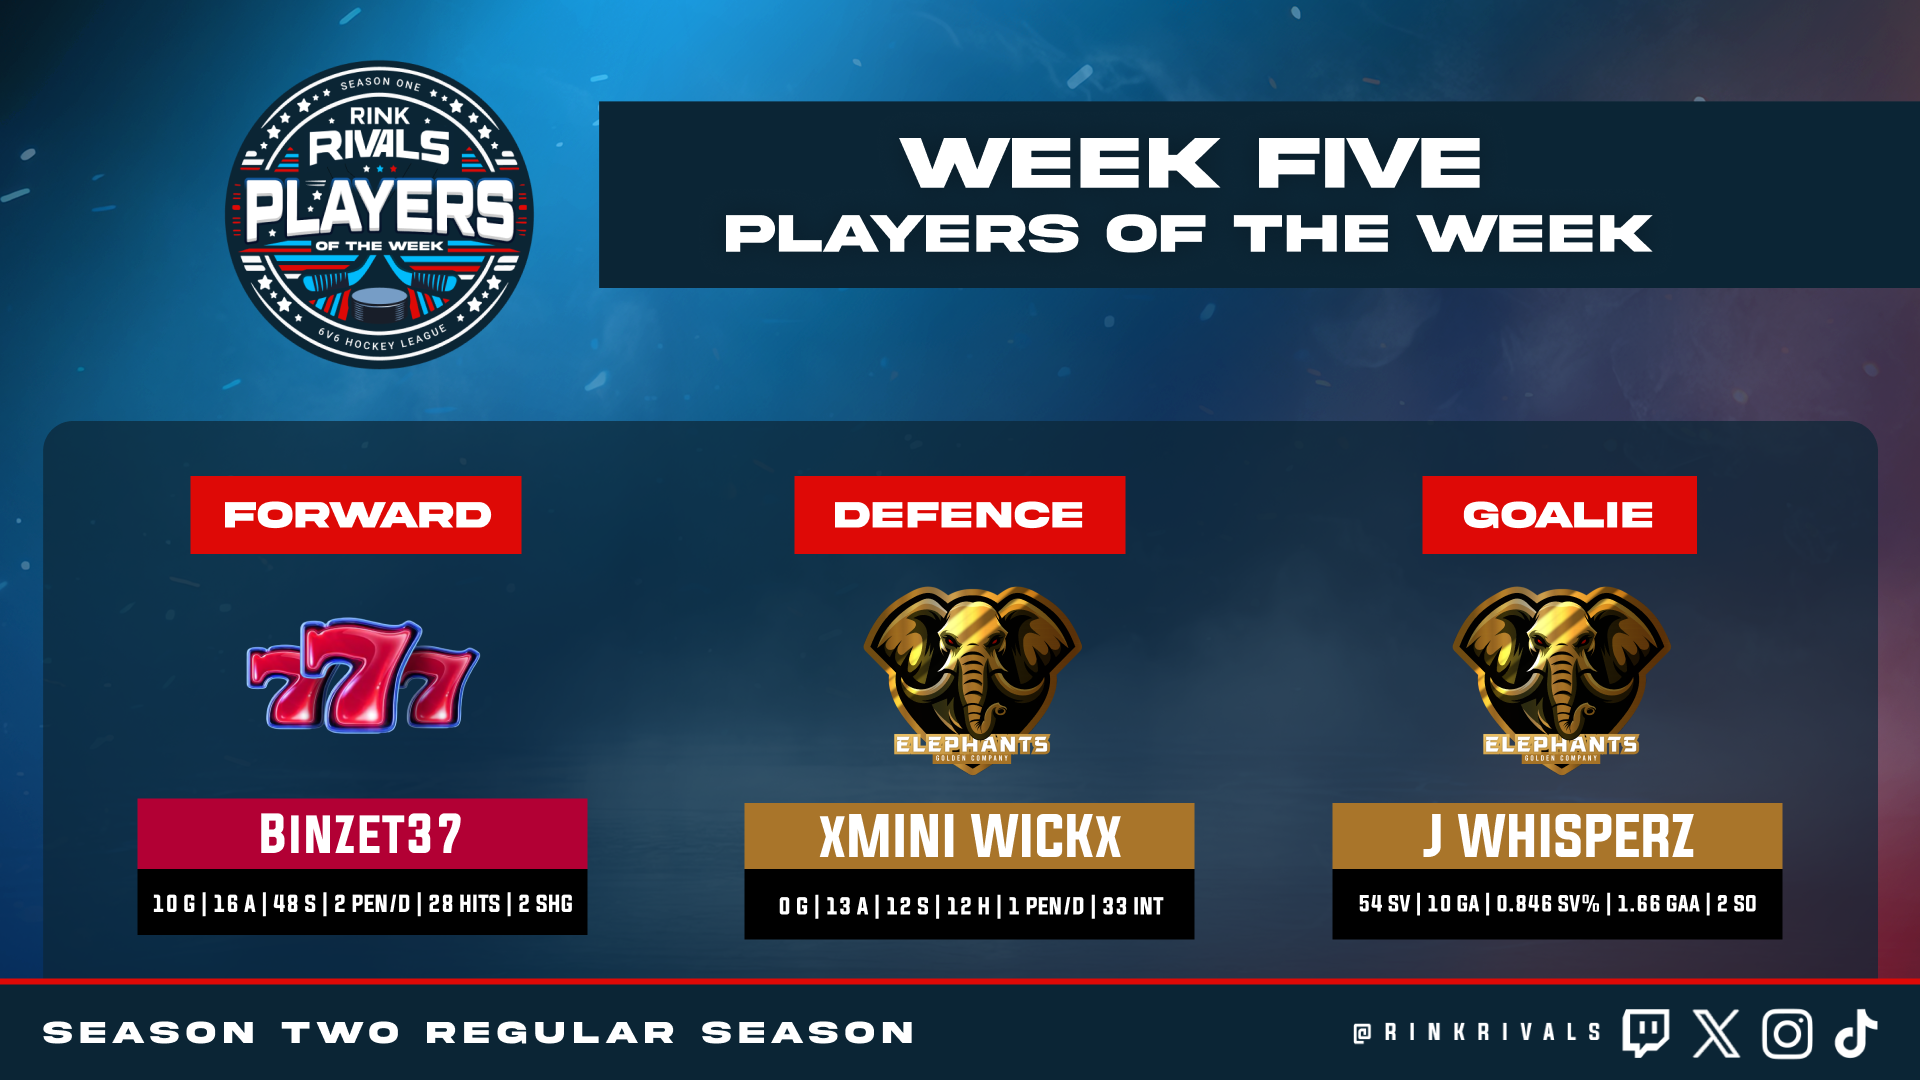 SEASON ONE
RINK
RIVALS
PLAYERS
OF THE WEEK
6V6 HOCKEY LEAGUE
WEEK FIVE
PLAYERS OF THE WEEK
FORWARD
DEFENCE
GOALIE
777
ELEPHANTS
GOLDEN COMPANY
ELEPHANTS
GOLDEN COMPANY
BINZET37
xMINI WICKx
J WHISPERZ
10 G | 16 A | 48 S | 2 PEN/D | 28 HITS | 2 SHG
0 G | 13 A | 12 S | 12 H | 1 PEN/D | 33 INT
54 SV | 10 GA | 0.846 SV% | 1.66 GAA | 2 SO
SEASON TWO REGULAR SEASON
@RINKRIVALS